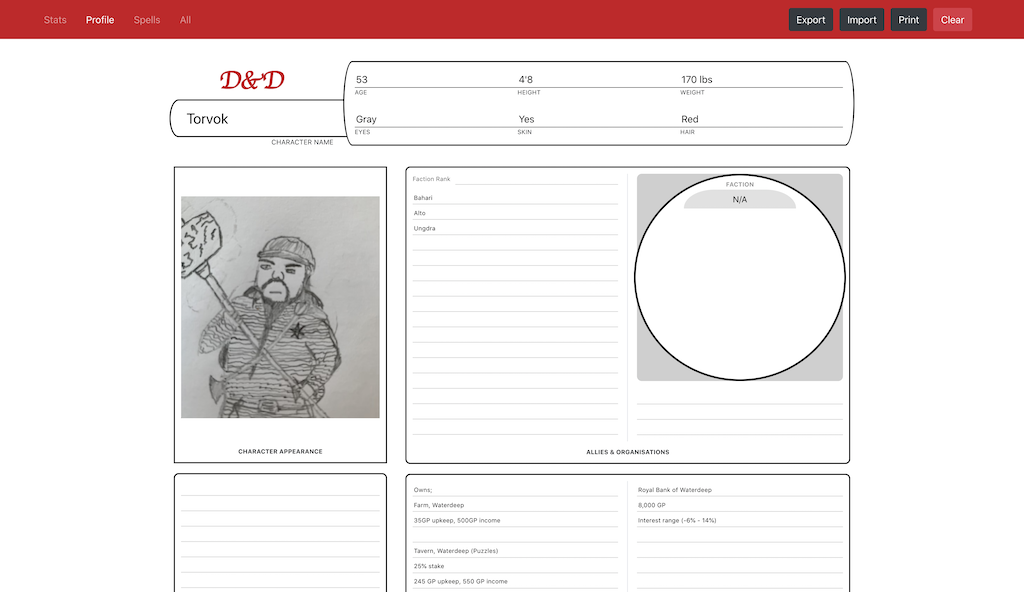 Stats Profile Spells All Export Import Print Clear
D&D
Torvok
CHARACTER NAME
53 4'8 170 lbs
AGE HEIGHT WEIGHT
Gray Yes Red
EYES SKIN HAIR
CHARACTER APPEARANCE
Faction Rank
Bahari
Alto
Ungdra
FACTION
N/A
ALLIES & ORGANISATIONS
Owns;
Farm, Waterdeep
35GP upkeep, 500GP income
Tavern, Waterdeep (Puzzles)
25% stake
245 GP upkeep, 550 GP income
Royal Bank of Waterdeep
8,000 GP
Interest range (-6% - 14%)